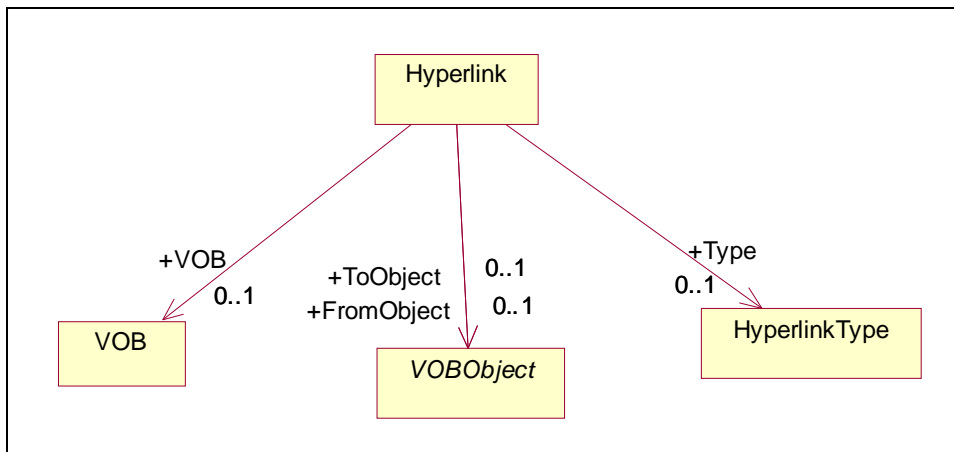 Hyperlink
+VOB
0..1
+ToObject
0..1
+FromObject
0..1
+Type
0..1
VOB
VOBObject
HyperlinkType